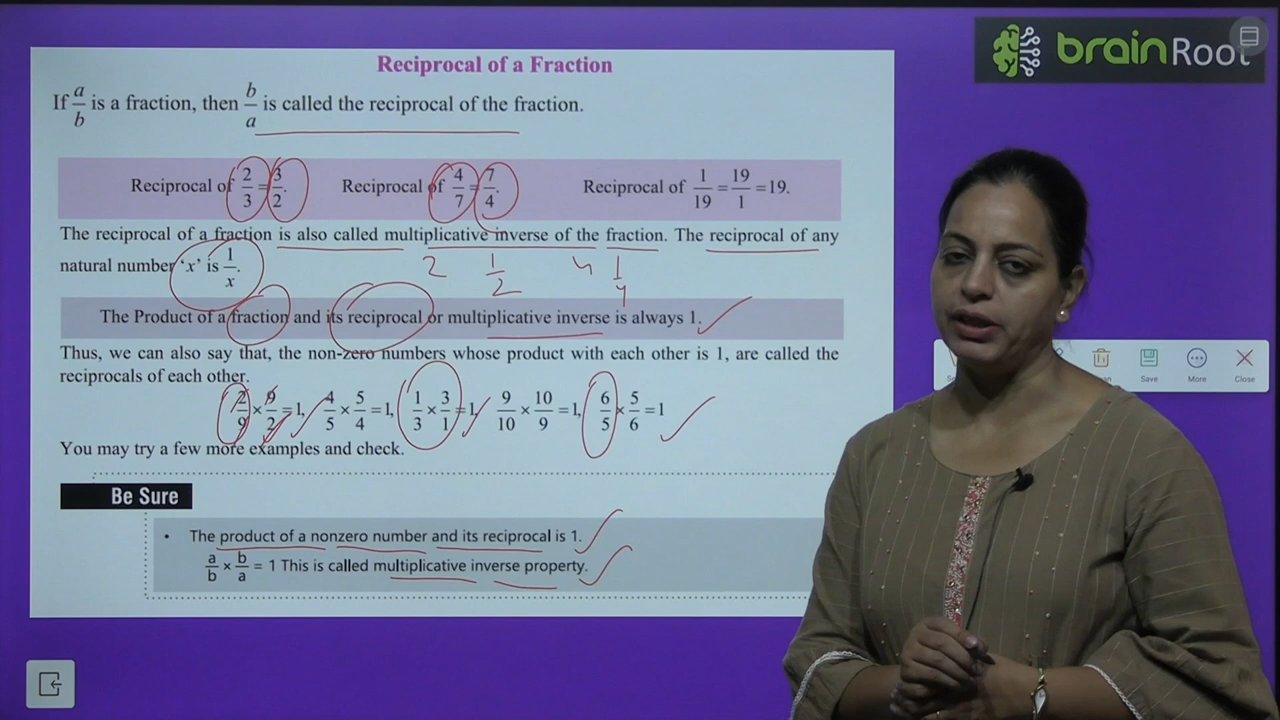 brainRoot
Reciprocal of a Fraction
If a/b is a fraction, then b/a is called the reciprocal of the fraction.
Reciprocal of 2/3 = 3/2. Reciprocal of 4/7 = 7/4. Reciprocal of 1/19 = 19/1 = 19.
The reciprocal of a fraction is also called multiplicative inverse of the fraction. The reciprocal of any
natural number 'x' is 1/x.
2 1/2 4 1/4
The Product of a fraction and its reciprocal or multiplicative inverse is always 1.
Thus, we can also say that, the non-zero numbers whose product with each other is 1, are called the
reciprocals of each other.
2/9 × 9/2 = 1, 4/5 × 5/4 = 1, 1/3 × 3/1 = 1, 9/10 × 10/9 = 1, 6/5 × 5/6 = 1
You may try a few more examples and check.
Be Sure
• The product of a nonzero number and its reciprocal is 1.
a/b × b/a = 1 This is called multiplicative inverse property.
Save
More
Close